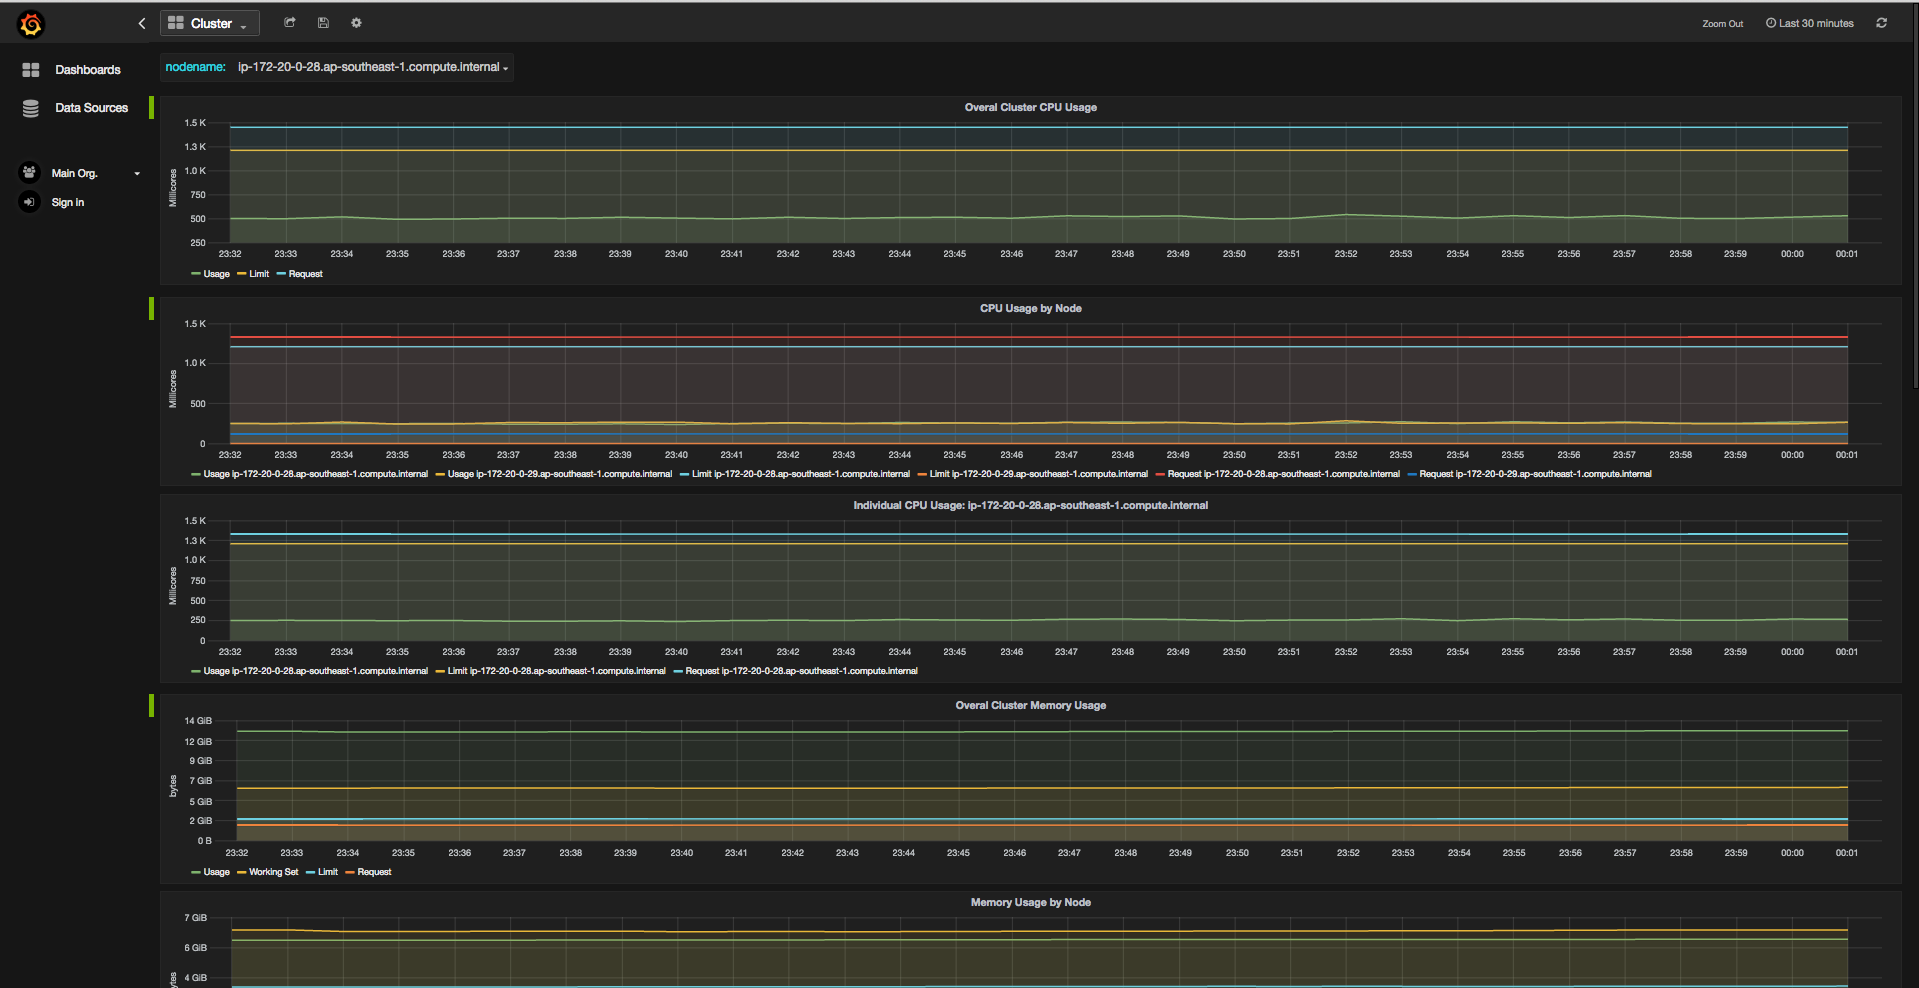 Cluster
Zoom Out
Last 30 minutes
Dashboards
Data Sources
Main Org.
Sign In
nodename: ip-172-20-0-28.ap-southeast-1.compute.internal
Overal Cluster CPU Usage
Millicores
1.5 K
1.3 K
1.0 K
750
500
250
23:32 23:33 23:34 23:35 23:36 23:37 23:38 23:39 23:40 23:41 23:42 23:43 23:44 23:45 23:46 23:47 23:48 23:49 23:50 23:51 23:52 23:53 23:54 23:55 23:56 23:57 23:58 23:59 00:00 00:01
Usage Limit Request
CPU Usage by Node
Millicores
1.5 K
1.0 K
500
0
23:32 23:33 23:34 23:35 23:36 23:37 23:38 23:39 23:40 23:41 23:42 23:43 23:44 23:45 23:46 23:47 23:48 23:49 23:50 23:51 23:52 23:53 23:54 23:55 23:56 23:57 23:58 23:59 00:00 00:01
Usage ip-172-20-0-28.ap-southeast-1.compute.internal Usage ip-172-20-0-29.ap-southeast-1.compute.internal Limit ip-172-20-0-28.ap-southeast-1.compute.internal Limit ip-172-20-0-29.ap-southeast-1.compute.internal Request ip-172-20-0-28.ap-southeast-1.compute.internal Request ip-172-20-0-29.ap-southeast-1.compute.internal
Individual CPU Usage: ip-172-20-0-28.ap-southeast-1.compute.internal
Millicores
1.5 K
1.3 K
1.0 K
750
500
250
0
23:32 23:33 23:34 23:35 23:36 23:37 23:38 23:39 23:40 23:41 23:42 23:43 23:44 23:45 23:46 23:47 23:48 23:49 23:50 23:51 23:52 23:53 23:54 23:55 23:56 23:57 23:58 23:59 00:00 00:01
Usage ip-172-20-0-28.ap-southeast-1.compute.internal Limit ip-172-20-0-28.ap-southeast-1.compute.internal Request ip-172-20-0-28.ap-southeast-1.compute.internal
Overal Cluster Memory Usage
bytes
14 GiB
12 GiB
9 GiB
7 GiB
5 GiB
2 GiB
0 B
23:32 23:33 23:34 23:35 23:36 23:37 23:38 23:39 23:40 23:41 23:42 23:43 23:44 23:45 23:46 23:47 23:48 23:49 23:50 23:51 23:52 23:53 23:54 23:55 23:56 23:57 23:58 23:59 00:00 00:01
Usage Working Set Limit Request
Memory Usage by Node
7 GiB
6 GiB
4 GiB